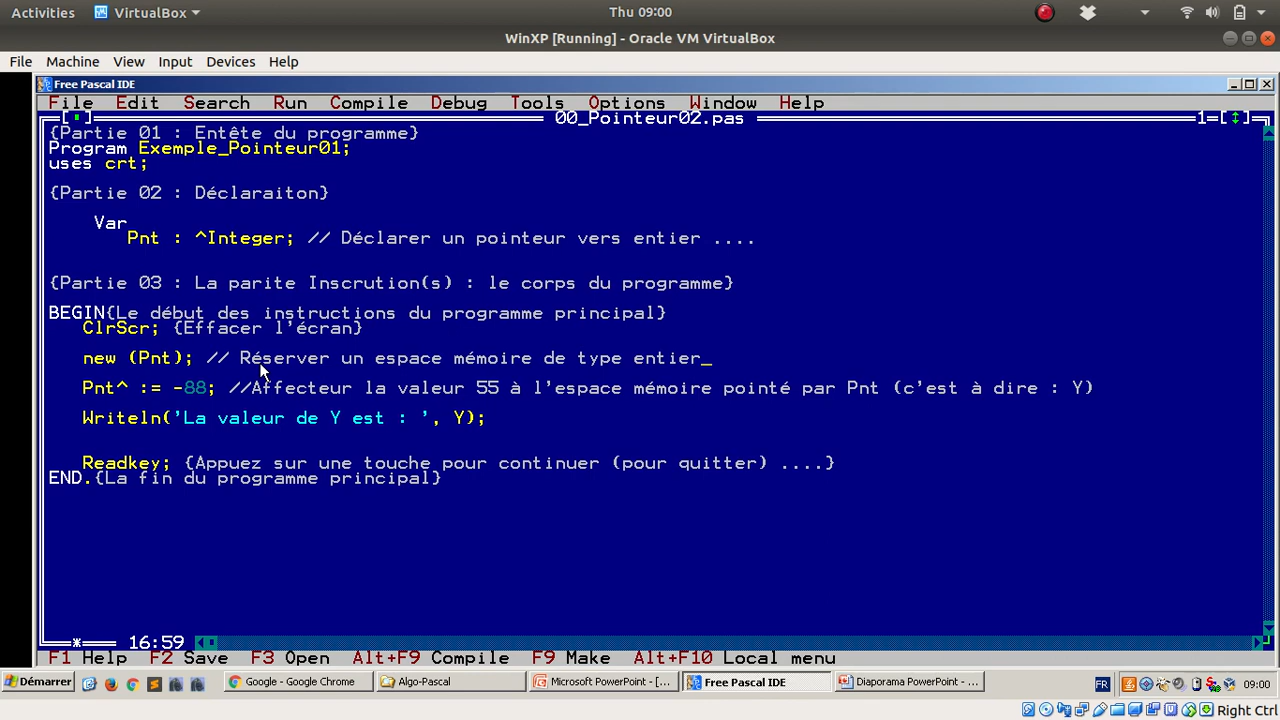 Activities VirtualBox Thu 09:00
WinXP [Running] - Oracle VM VirtualBox
File Machine View Input Devices Help
Free Pascal IDE
File Edit Search Run Compile Debug Tools Options Window Help
00_Pointeur02.pas 1
{Partie 01 : Entête du programme}
Program Exemple_Pointeur01;
uses crt;
{Partie 02 : Déclaraiton}
Var
Pnt : ^Integer; // Déclarer un pointeur vers entier ....
{Partie 03 : La parite Inscrution(s) : le corps du programme}
BEGIN{Le début des instructions du programme principal}
ClrScr; {Effacer l'écran}
new (Pnt); // Réserver un espace mémoire de type entier_
Pnt^ := -88; //Affecteur la valeur 55 à l'espace mémoire pointé par Pnt (c'est à dire : Y)
Writeln('La valeur de Y est : ', Y);
Readkey; {Appuez sur une touche pour continuer (pour quitter) ....}
END.{La fin du programme principal}
* 16:59
F1 Help F2 Save F3 Open Alt+F9 Compile F9 Make Alt+F10 Local menu
Démarrer Google - Google Chrome Algo-Pascal Microsoft PowerPoint - [... Free Pascal IDE Diaporama PowerPoint - ... FR 09:00
Right Ctrl